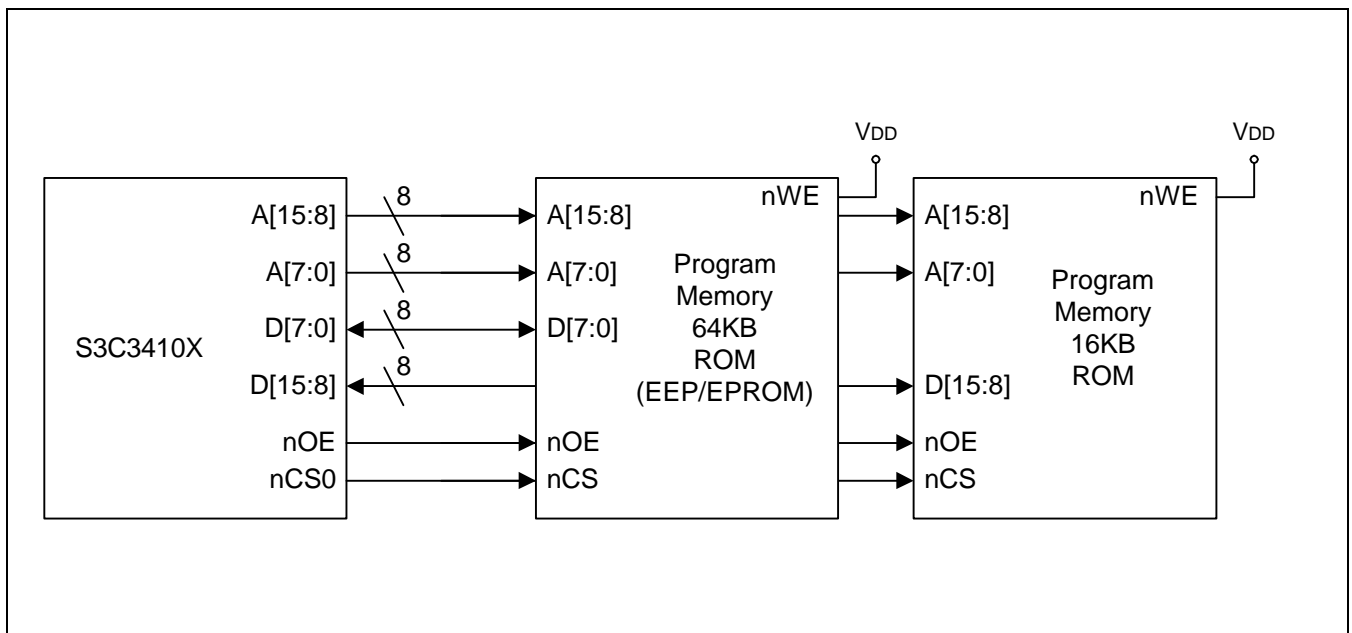 VDD
VDD
S3C3410X
A[15:8]
A[7:0]
D[7:0]
D[15:8]
nOE
nCS0
8
8
8
8
nWE
A[15:8]
A[7:0]
D[7:0]
nOE
nCS
Program
Memory
64KB
ROM
(EEP/EPROM)
nWE
A[15:8]
A[7:0]
D[15:8]
nOE
nCS
Program
Memory
16KB
ROM